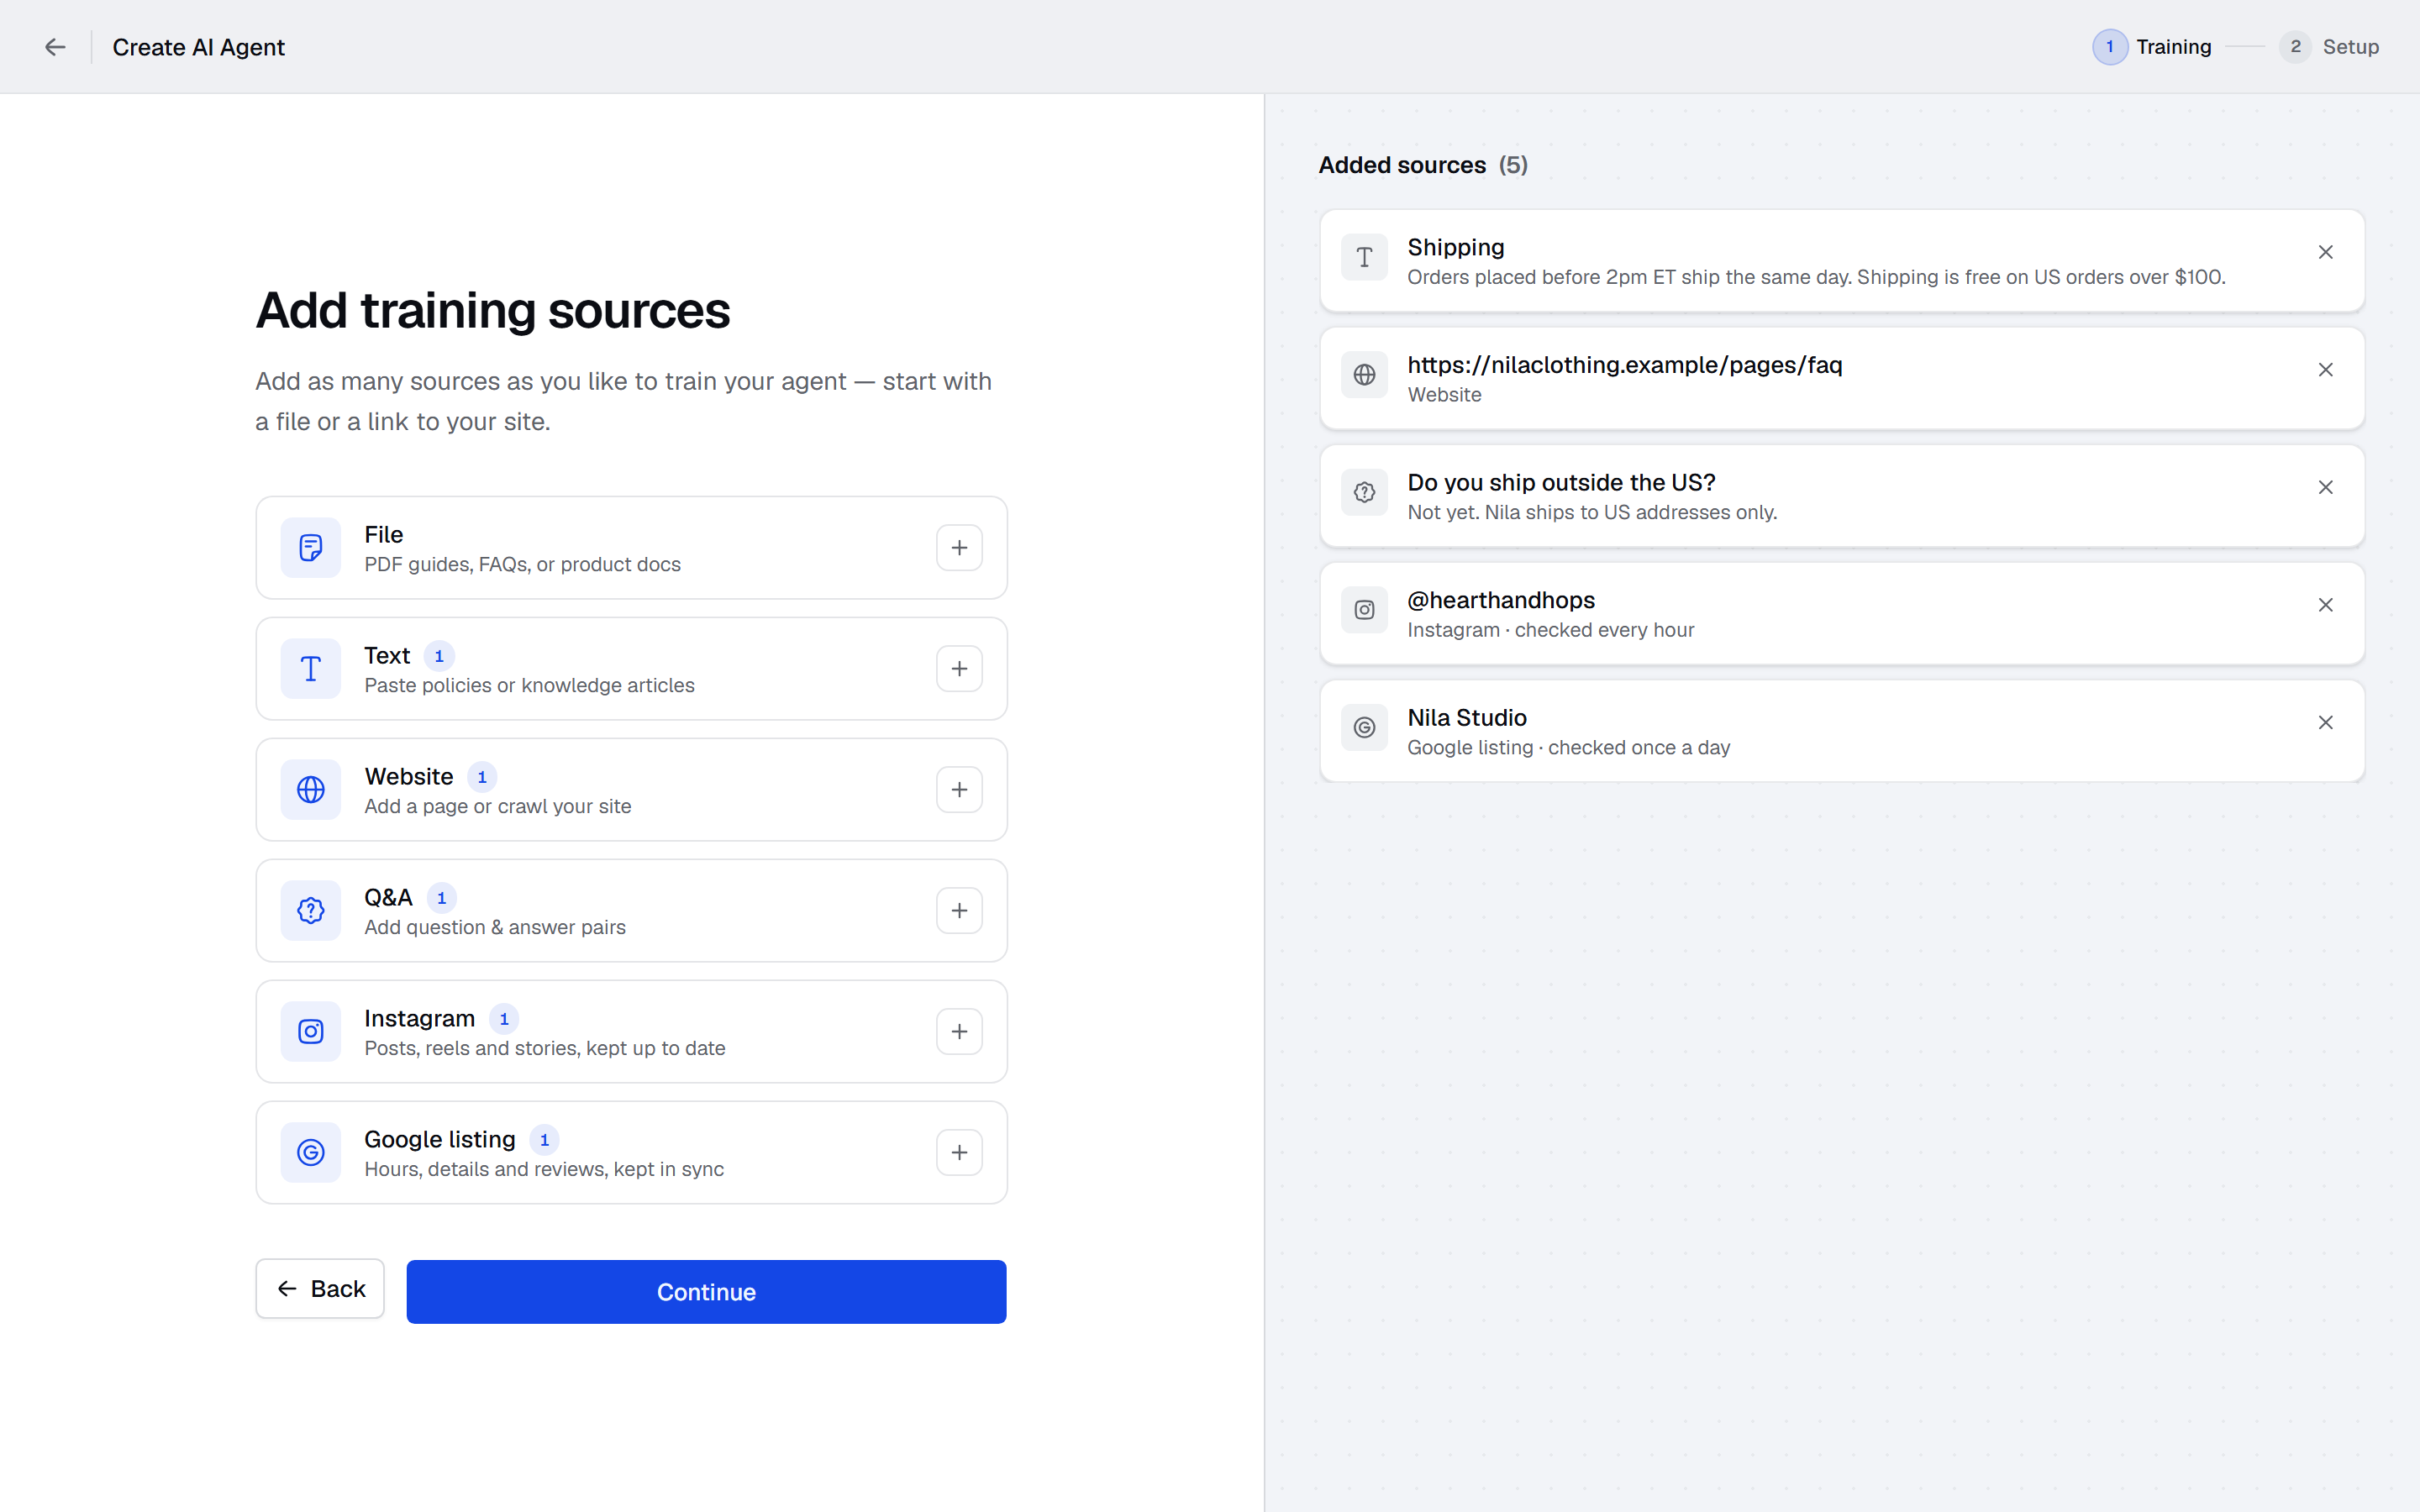 Create AI Agent
1 Training
2 Setup
Add training sources
Add as many sources as you like to train your agent — start with
a file or a link to your site.
File
PDF guides, FAQs, or product docs
Text 1
Paste policies or knowledge articles
Website 1
Add a page or crawl your site
Q&A 1
Add question & answer pairs
Instagram 1
Posts, reels and stories, kept up to date
Google listing 1
Hours, details and reviews, kept in sync
Back
Continue
Added sources (5)
Shipping
Orders placed before 2pm ET ship the same day. Shipping is free on US orders over $100.
https://nilaclothing.example/pages/faq
Website
Do you ship outside the US?
Not yet. Nila ships to US addresses only.
@hearthandhops
Instagram · checked every hour
Nila Studio
Google listing · checked once a day